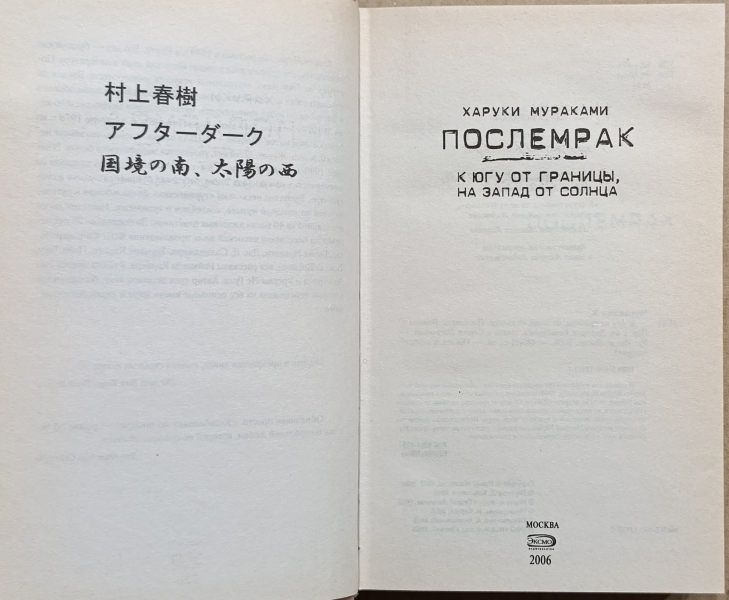 村上春樹
アフターダーク
国境の南、太陽の西
ХАРУКИ МУРАКАМИ
ПОСЛЕМРАК
К ЮГУ ОТ ГРАНИЦЫ,
НА ЗАПАД ОТ СОЛНЦА
МОСКВА
ЭКСМО
2006